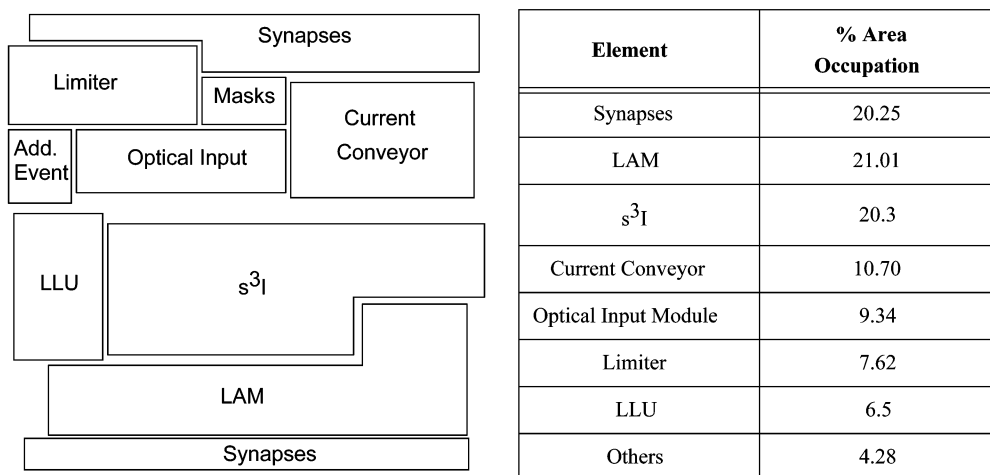 Synapses
Limiter
Masks
Current
Conveyor
Add.
Event
Optical Input
LLU
s³I
LAM
Synapses
Element % Area Occupation
Synapses 20.25
LAM 21.01
s³I 20.3
Current Conveyor 10.70
Optical Input Module 9.34
Limiter 7.62
LLU 6.5
Others 4.28